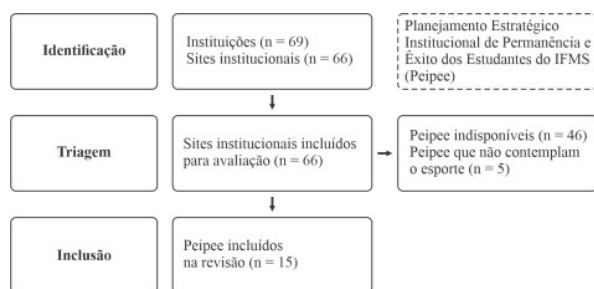 Identificação
Instituições (n = 69)
Sites institucionais (n = 66)
Planejamento Estratégico
Institucional de Permanência e
Êxito dos Estudantes do IFMS
(Peipee)
Triagem
Sites institucionais incluídos
para avaliação (n = 66)
Peipee indisponíveis (n = 46)
Peipee que não contemplam
o esporte (n = 5)
Inclusão
Peipee incluídos
na revisão (n = 15)